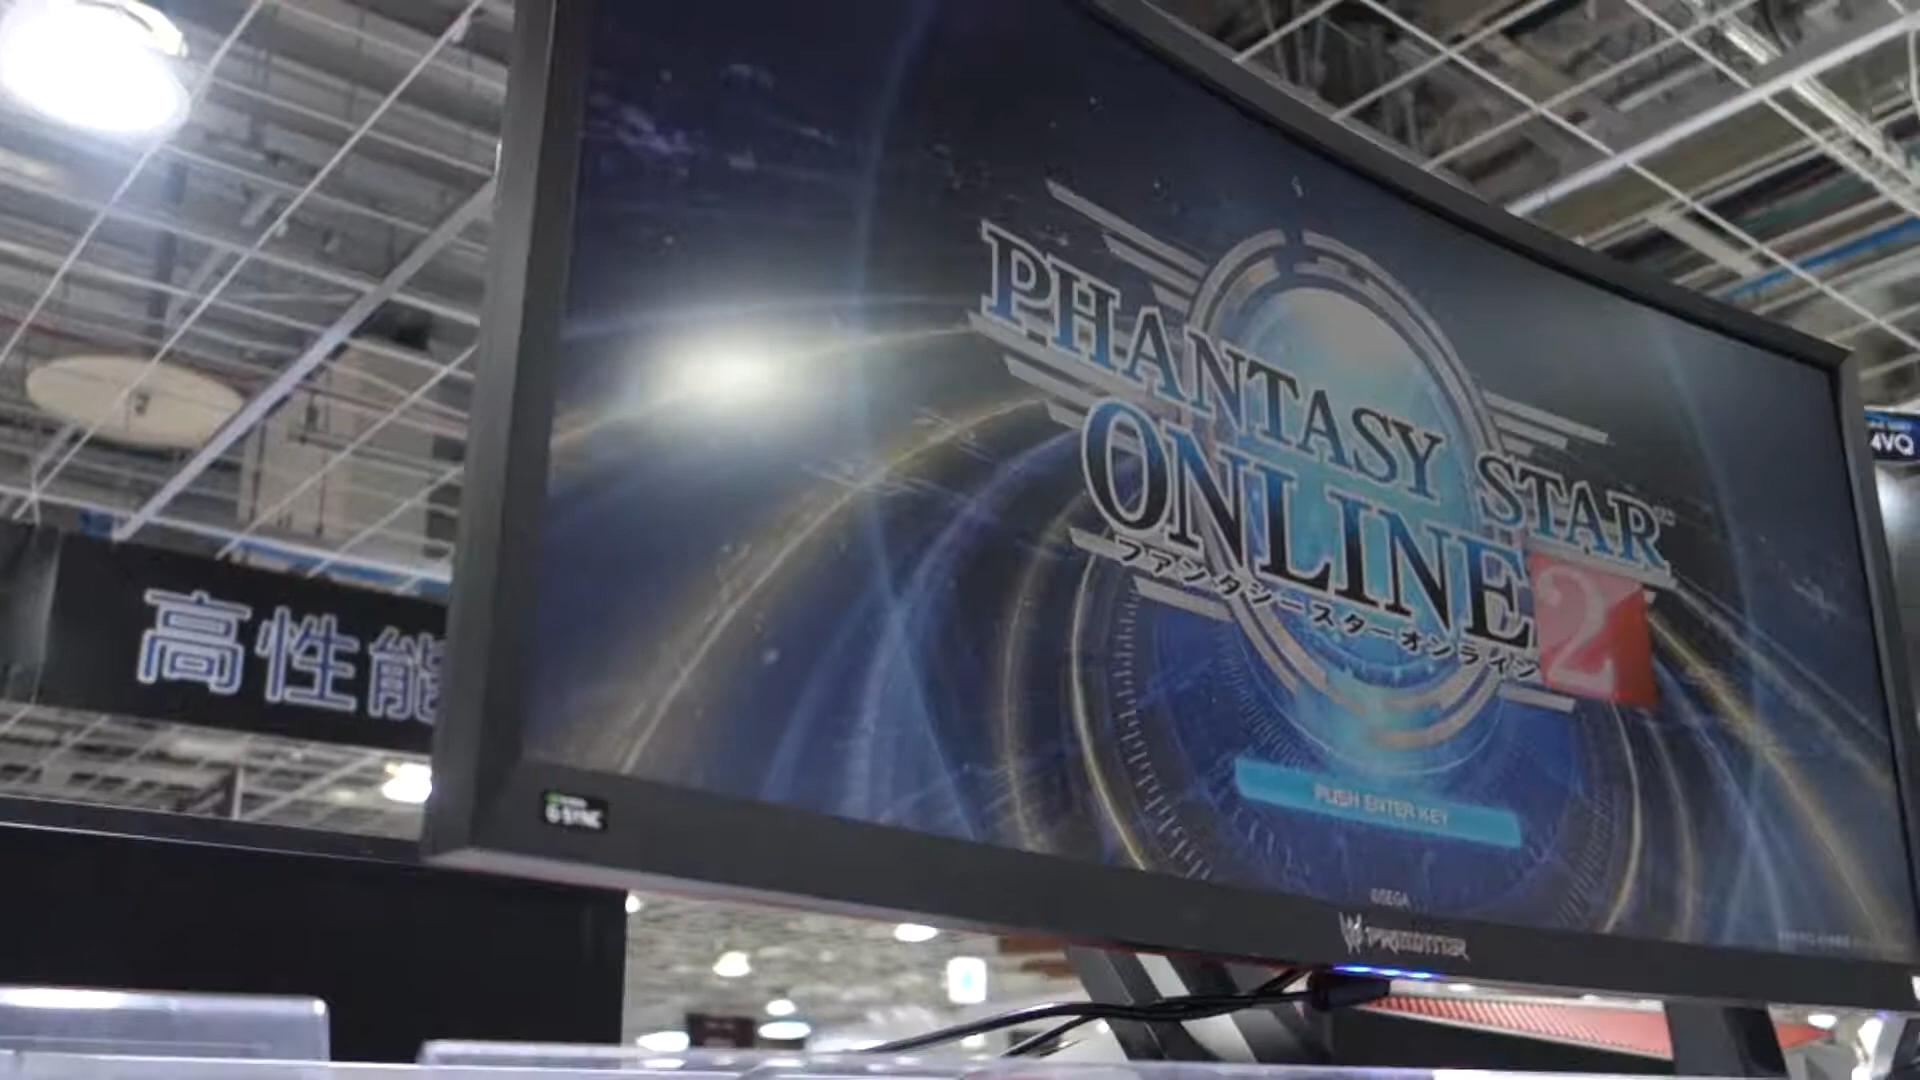 PHANTASY STAR
ONLINE 2
ファンタシースターオンライン
PUSH ENTER KEY
©SEGA
PREDATOR
G-SYNC
高性能
4VQ